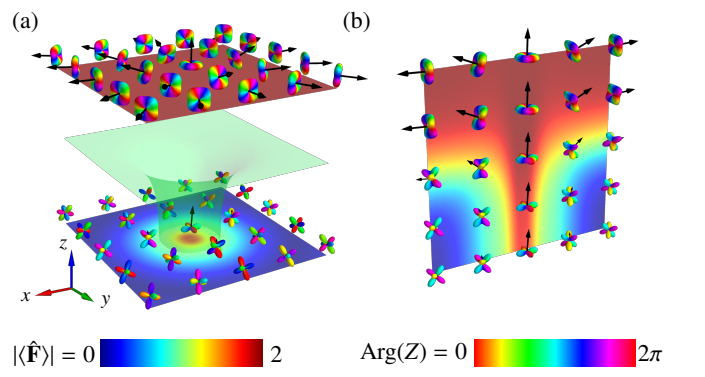 (a) (b)
z
x y
|⟨F̂⟩| = 0 2 Arg(Z) = 0 2π